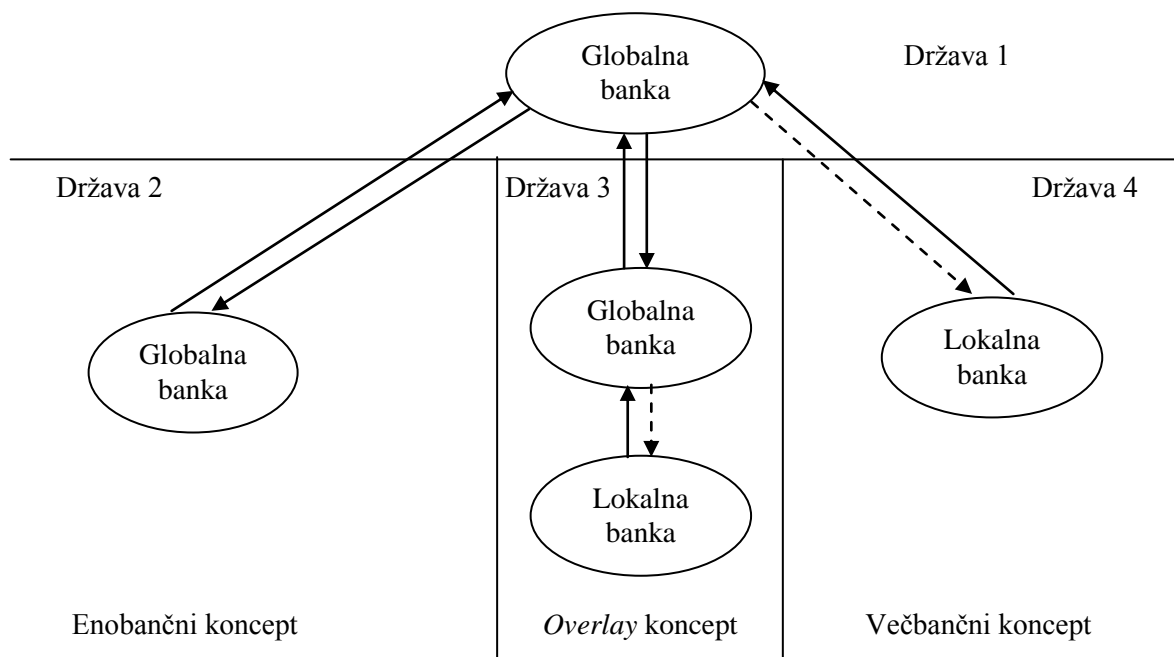 Globalna
banka
Država 1
Država 2
Država 3
Država 4
Globalna
banka
Globalna
banka
Lokalna
banka
Lokalna
banka
Enobančni koncept
Overlay koncept
Večbančni koncept